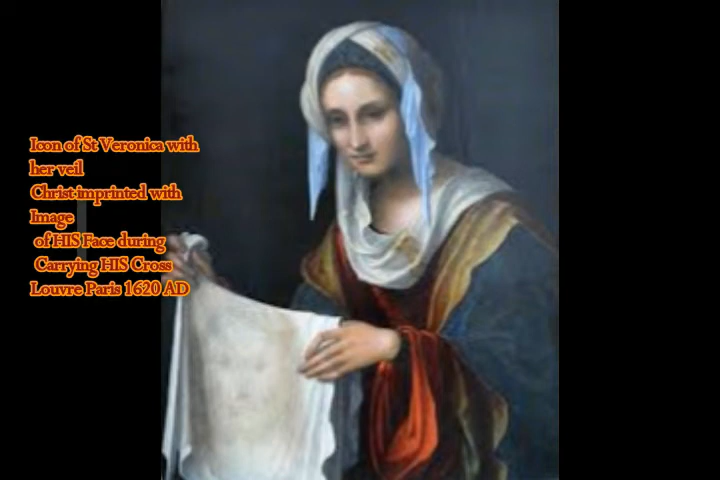 Icon of St Veronica with
her veil
Christ imprinted with
Image
of HIS Face during
Carrying HIS Cross
Louvre Paris 1620 AD